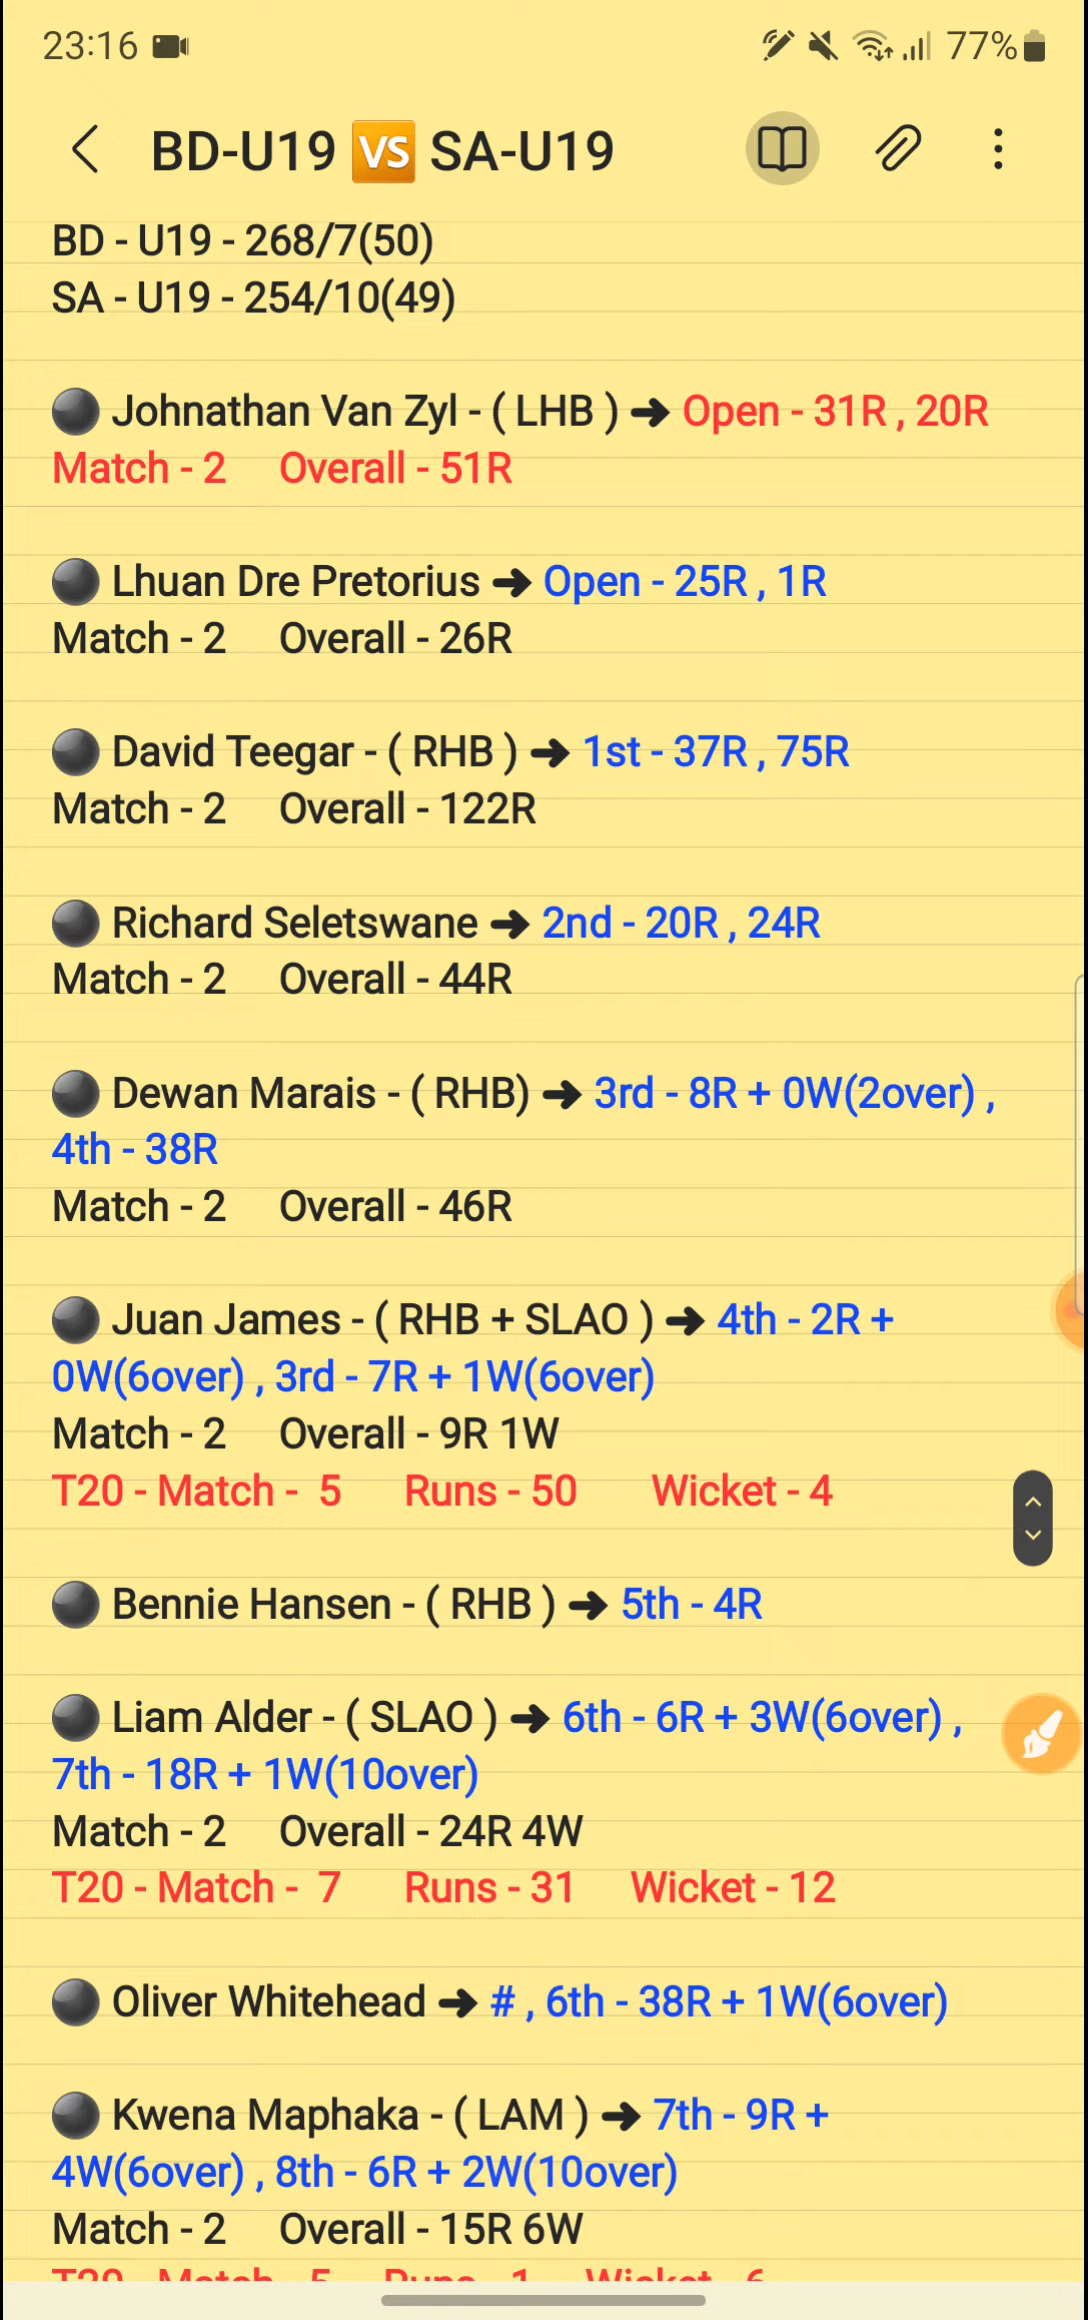 23:16 77%
BD-U19 VS SA-U19
BD - U19 - 268/7(50)
SA - U19 - 254/10(49)
Johnathan Van Zyl - ( LHB ) ➔ Open - 31R , 20R
Match - 2 Overall - 51R
Lhuan Dre Pretorius ➔ Open - 25R , 1R
Match - 2 Overall - 26R
David Teegar - ( RHB ) ➔ 1st - 37R , 75R
Match - 2 Overall - 122R
Richard Seletswane ➔ 2nd - 20R , 24R
Match - 2 Overall - 44R
Dewan Marais - ( RHB) ➔ 3rd - 8R + 0W(2over) ,
4th - 38R
Match - 2 Overall - 46R
Juan James - ( RHB + SLAO ) ➔ 4th - 2R +
0W(6over) , 3rd - 7R + 1W(6over)
Match - 2 Overall - 9R 1W
T20 - Match - 5 Runs - 50 Wicket - 4
Bennie Hansen - ( RHB ) ➔ 5th - 4R
Liam Alder - ( SLAO ) ➔ 6th - 6R + 3W(6over) ,
7th - 18R + 1W(10over)
Match - 2 Overall - 24R 4W
T20 - Match - 7 Runs - 31 Wicket - 12
Oliver Whitehead ➔ # , 6th - 38R + 1W(6over)
Kwena Maphaka - ( LAM ) ➔ 7th - 9R +
4W(6over) , 8th - 6R + 2W(10over)
Match - 2 Overall - 15R 6W
T20 - Match - 5 Runs - 1 Wicket - 6